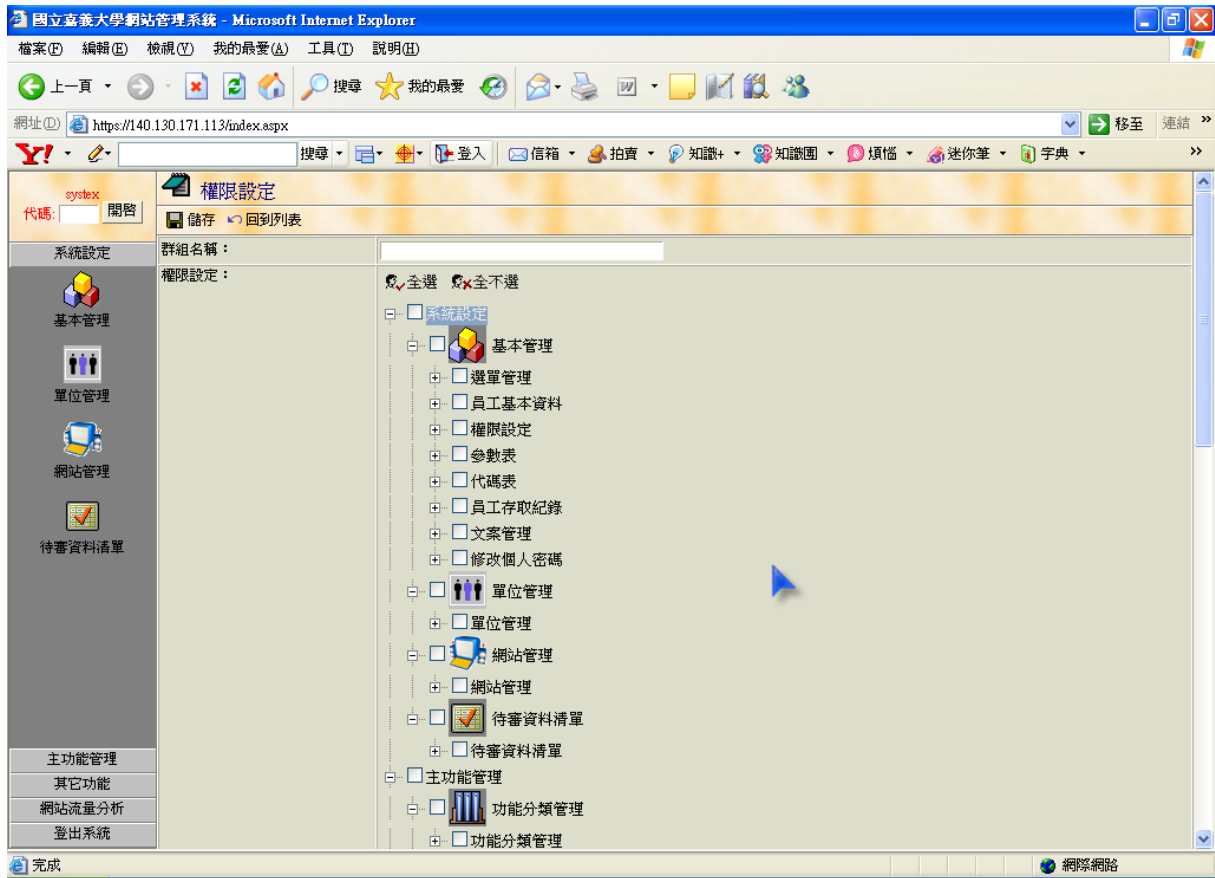 國立嘉義大學網站管理系統 - Microsoft Internet Explorer
檔案(F) 編輯(E) 檢視(V) 我的最愛(A) 工具(T) 說明(H)
上一頁 搜尋 我的最愛
網址(D) https://140.130.171.113/index.aspx 移至 連結 »
Y! 搜尋 登入 信箱 拍賣 知識+ 知識團 煩惱 迷你筆 字典 »
systex
代碼: 開啓
權限設定
儲存 回到列表
系統設定
基本管理
單位管理
網站管理
待審資料清單
主功能管理
其它功能
網站流量分析
登出系統
群組名稱：
權限設定：
全選 全不選
系統設定
基本管理
選單管理
員工基本資料
權限設定
參數表
代碼表
員工存取紀錄
文案管理
修改個人密碼
單位管理
單位管理
網站管理
網站管理
待審資料清單
待審資料清單
主功能管理
功能分類管理
功能分類管理
完成 網際網路